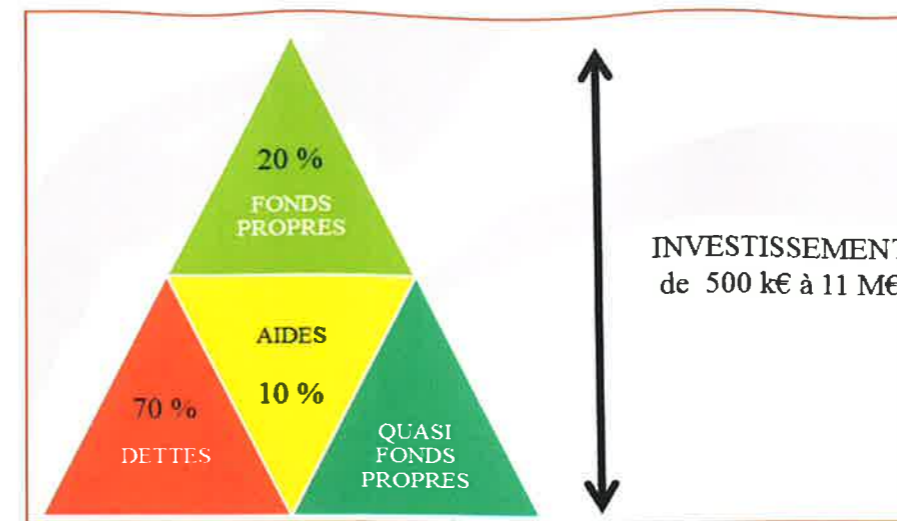 20 %
FONDS
PROPRES
INVESTISSEMENT
de 500 k€ à 11 M€
AIDES
10 %
70 %
DETTES
QUASI
FONDS
PROPRES